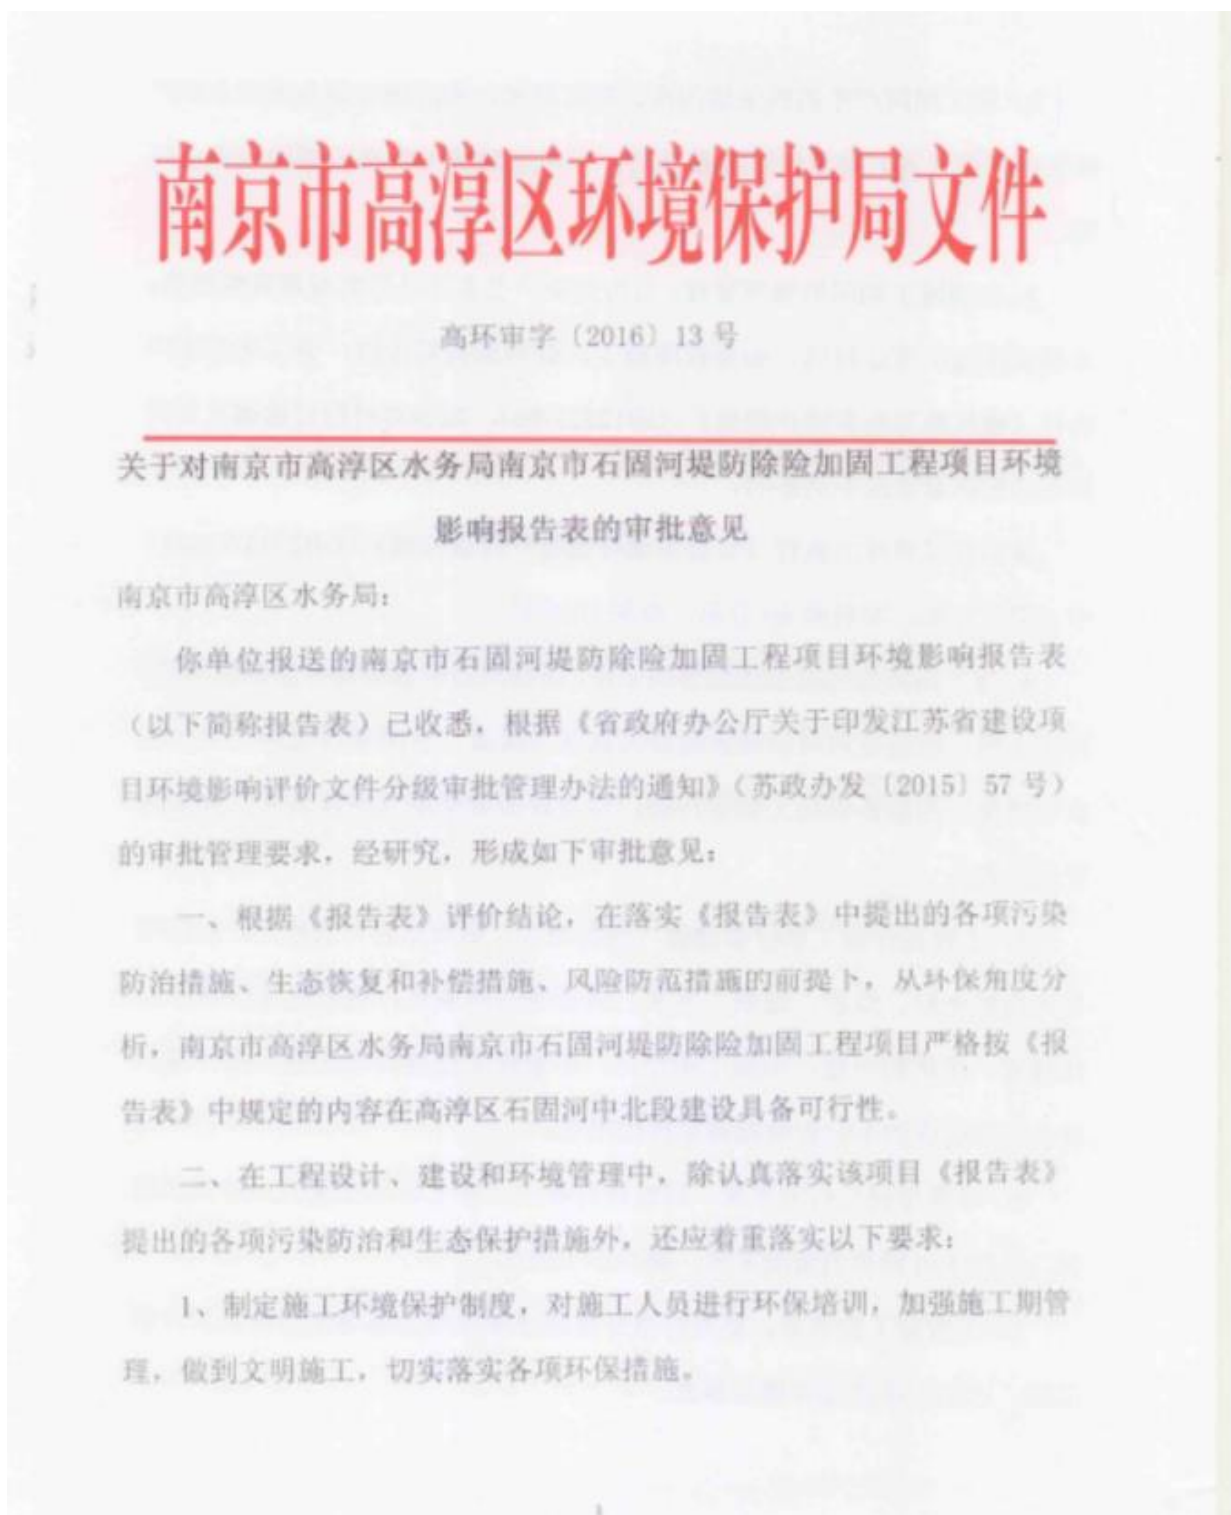 南京市高淳区环境保护局文件
高环审字〔2016〕13号
关于对南京市高淳区水务局南京市石固河堤防除险加固工程项目环境
影响报告表的审批意见
南京市高淳区水务局：
你单位报送的南京市石固河堤防除险加固工程项目环境影响报告表
（以下简称报告表）已收悉，根据《省政府办公厅关于印发江苏省建设项
目环境影响评价文件分级审批管理办法的通知》（苏政办发〔2015〕57号）
的审批管理要求，经研究，形成如下审批意见：
一、根据《报告表》评价结论，在落实《报告表》中提出的各项污染
防治措施、生态恢复和补偿措施、风险防范措施的前提下，从环保角度分
析，南京市高淳区水务局南京市石固河堤防除险加固工程项目严格按《报
告表》中规定的内容在高淳区石固河中北段建设具备可行性。
二、在工程设计、建设和环境管理中，除认真落实该项目《报告表》
提出的各项污染防治和生态保护措施外，还应着重落实以下要求：
1、制定施工环境保护制度，对施工人员进行环保培训，加强施工期管
理，做到文明施工，切实落实各项环保措施。
1